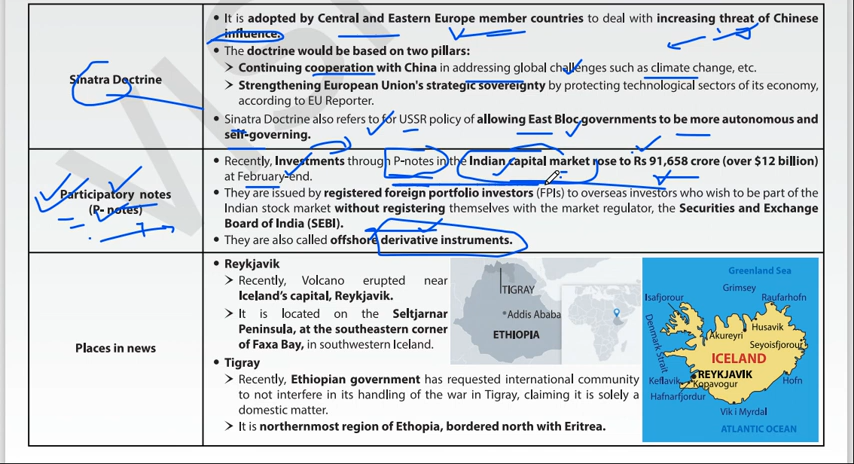 • It is adopted by Central and Eastern Europe member countries to deal with increasing threat of Chinese
influence.
• The doctrine would be based on two pillars:
➢ Continuing cooperation with China in addressing global challenges such as climate change, etc.
Sinatra Doctrine
➢ Strengthening European Union's strategic sovereignty by protecting technological sectors of its economy,
according to EU Reporter.
• Sinatra Doctrine also refers to for USSR policy of allowing East Bloc governments to be more autonomous and
self-governing.
• Recently, Investments through P-notes in the Indian capital market rose to Rs 91,658 crore (over $12 billion)
at February-end.
Participatory notes
(P- notes)
• They are issued by registered foreign portfolio investors (FPIs) to overseas investors who wish to be part of the
Indian stock market without registering themselves with the market regulator, the Securities and Exchange
Board of India (SEBI).
• They are also called offshore derivative instruments.
Places in news
• Reykjavik
➢ Recently, Volcano erupted near
Iceland's capital, Reykjavik.
➢ It is located on the Seltjarnar
Peninsula, at the southeastern corner
of Faxa Bay, in southwestern Iceland.
• Tigray
➢ Recently, Ethiopian government has requested international community
to not interfere in its handling of the war in Tigray, claiming it is solely a
domestic matter.
➢ It is northernmost region of Ethopia, bordered north with Eritrea.
TIGRAY
*Addis Ababa
ETHIOPIA
Greenland Sea
Grimsey
Isafjorour
Raufarhofn
Denmark Strait
Husavik
Akureyri
Seyoisfjorour
ICELAND
REYKJAVIK
Keflavik
Kopavogur
Hofn
Hafnarfjordur
Vik i Myrdal
ATLANTIC OCEAN
VISI